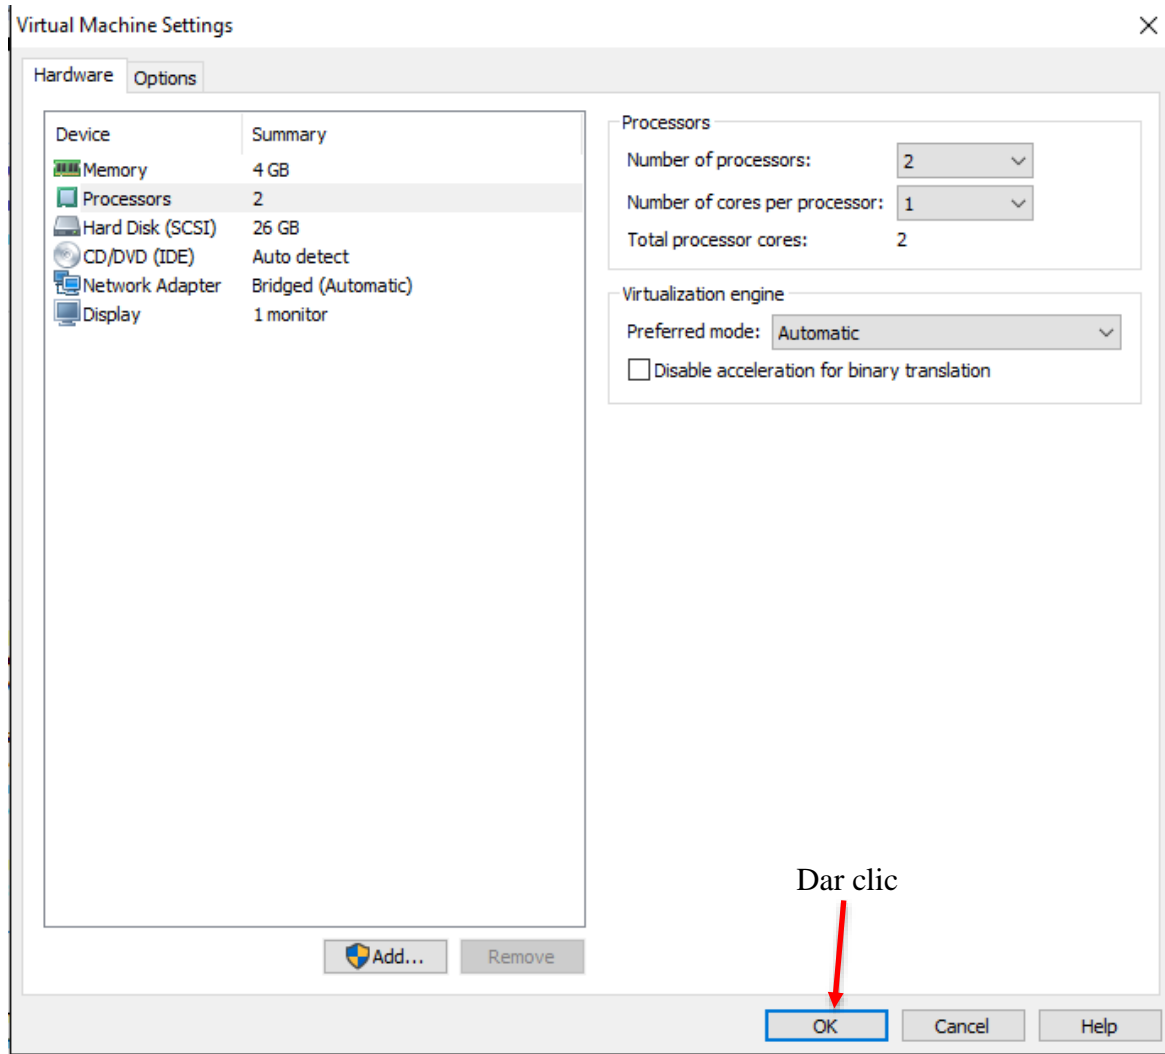 Virtual Machine Settings
Hardware Options
Device Summary
Memory 4 GB
Processors 2
Hard Disk (SCSI) 26 GB
CD/DVD (IDE) Auto detect
Network Adapter Bridged (Automatic)
Display 1 monitor
Add... Remove
Processors
Number of processors: 2
Number of cores per processor: 1
Total processor cores: 2
Virtualization engine
Preferred mode: Automatic
Disable acceleration for binary translation
Dar clic
OK Cancel Help